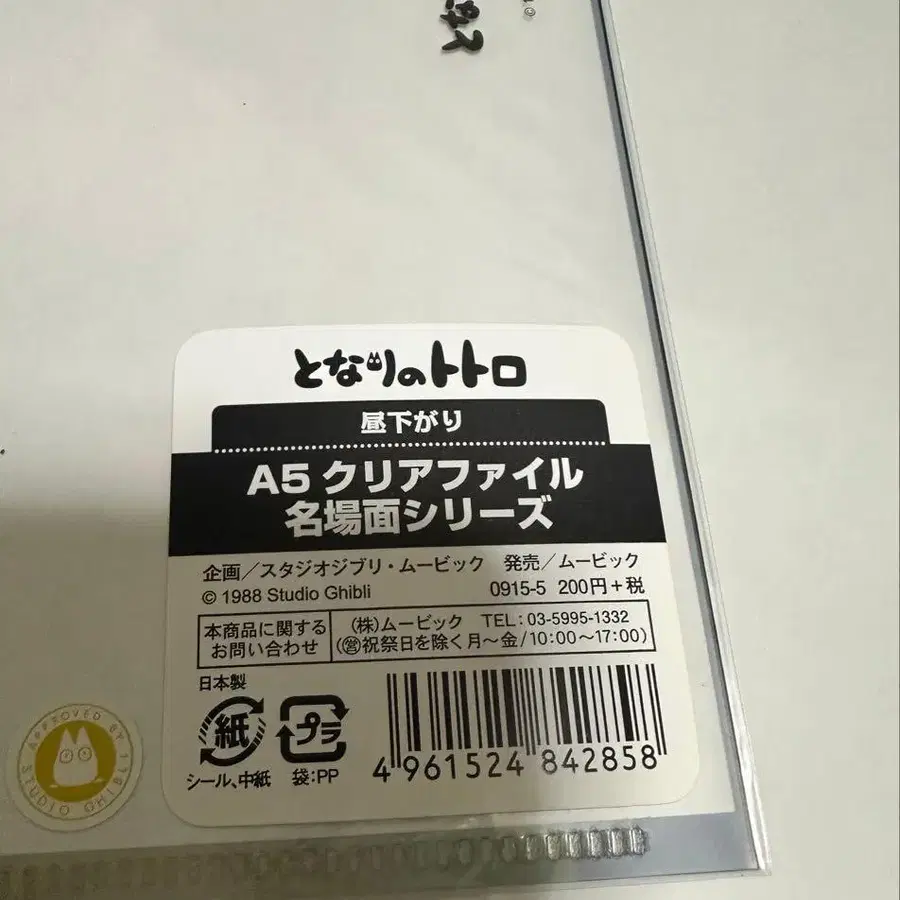 となりのトトロ
昼下がり
A5 クリアファイル
名場面シリーズ
企画／スタジオジブリ・ムービック 発売／ムービック
© 1988 Studio Ghibli 0915-5 200円+税
本商品に関する
お問い合わせ
(株)ムービック TEL：03-5995-1332
(㊢祝祭日を除く月～金/10:00～17:00)
日本製
紙
シール、中紙
プラ
袋：PP
4 961524 842858
APPROVED BY STUDIO GHIBLI